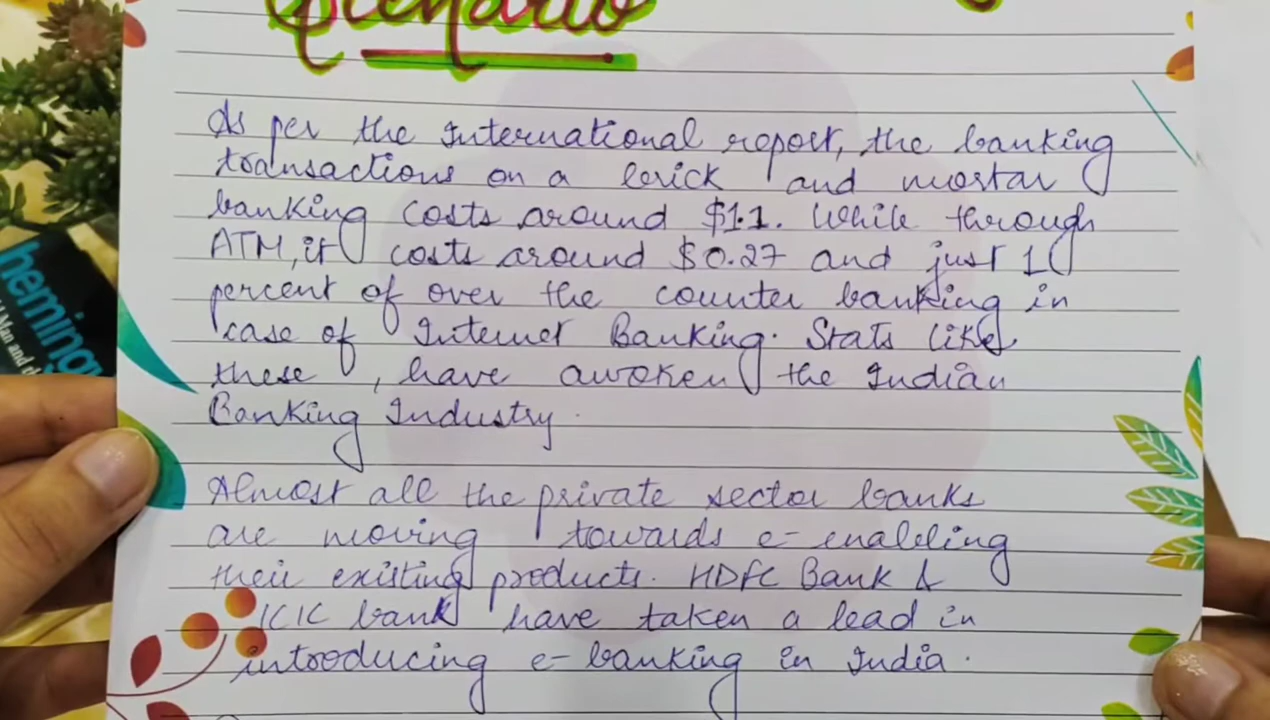 Scenario
As per the International report, the banking
transactions on a brick and mortar
banking costs around $1.1. While through
ATM, it costs around $0.27 and just 1
percent of over the counter banking in
case of Internet Banking. Stats like
these, have awoken the Indian
Banking Industry.
Almost all the private sector banks
are moving towards e-enabling
their existing products. HDFC Bank &
ICIC bank have taken a lead in
introducing e-banking in India.
heming